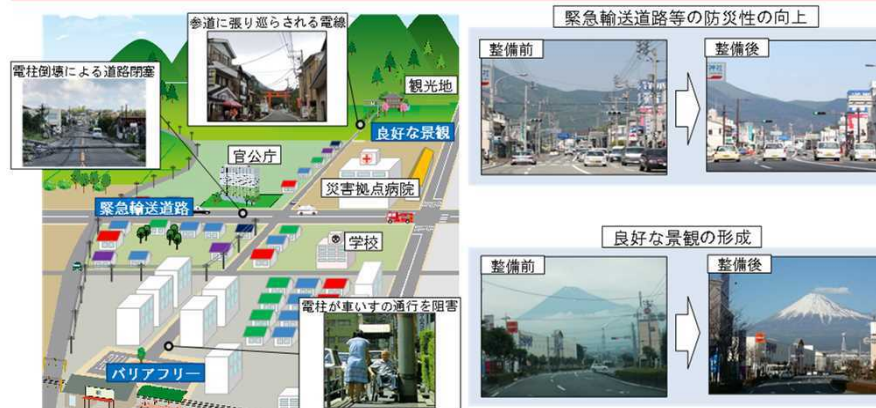 参道に張り巡らされる電線
電柱倒壊による道路閉塞
観光地
良好な景観
官公庁
災害拠点病院
緊急輸送道路
学校
電柱が車いすの通行を阻害
バリアフリー
駅
緊急輸送道路等の防災性の向上
整備前
整備後
良好な景観の形成
整備前
整備後